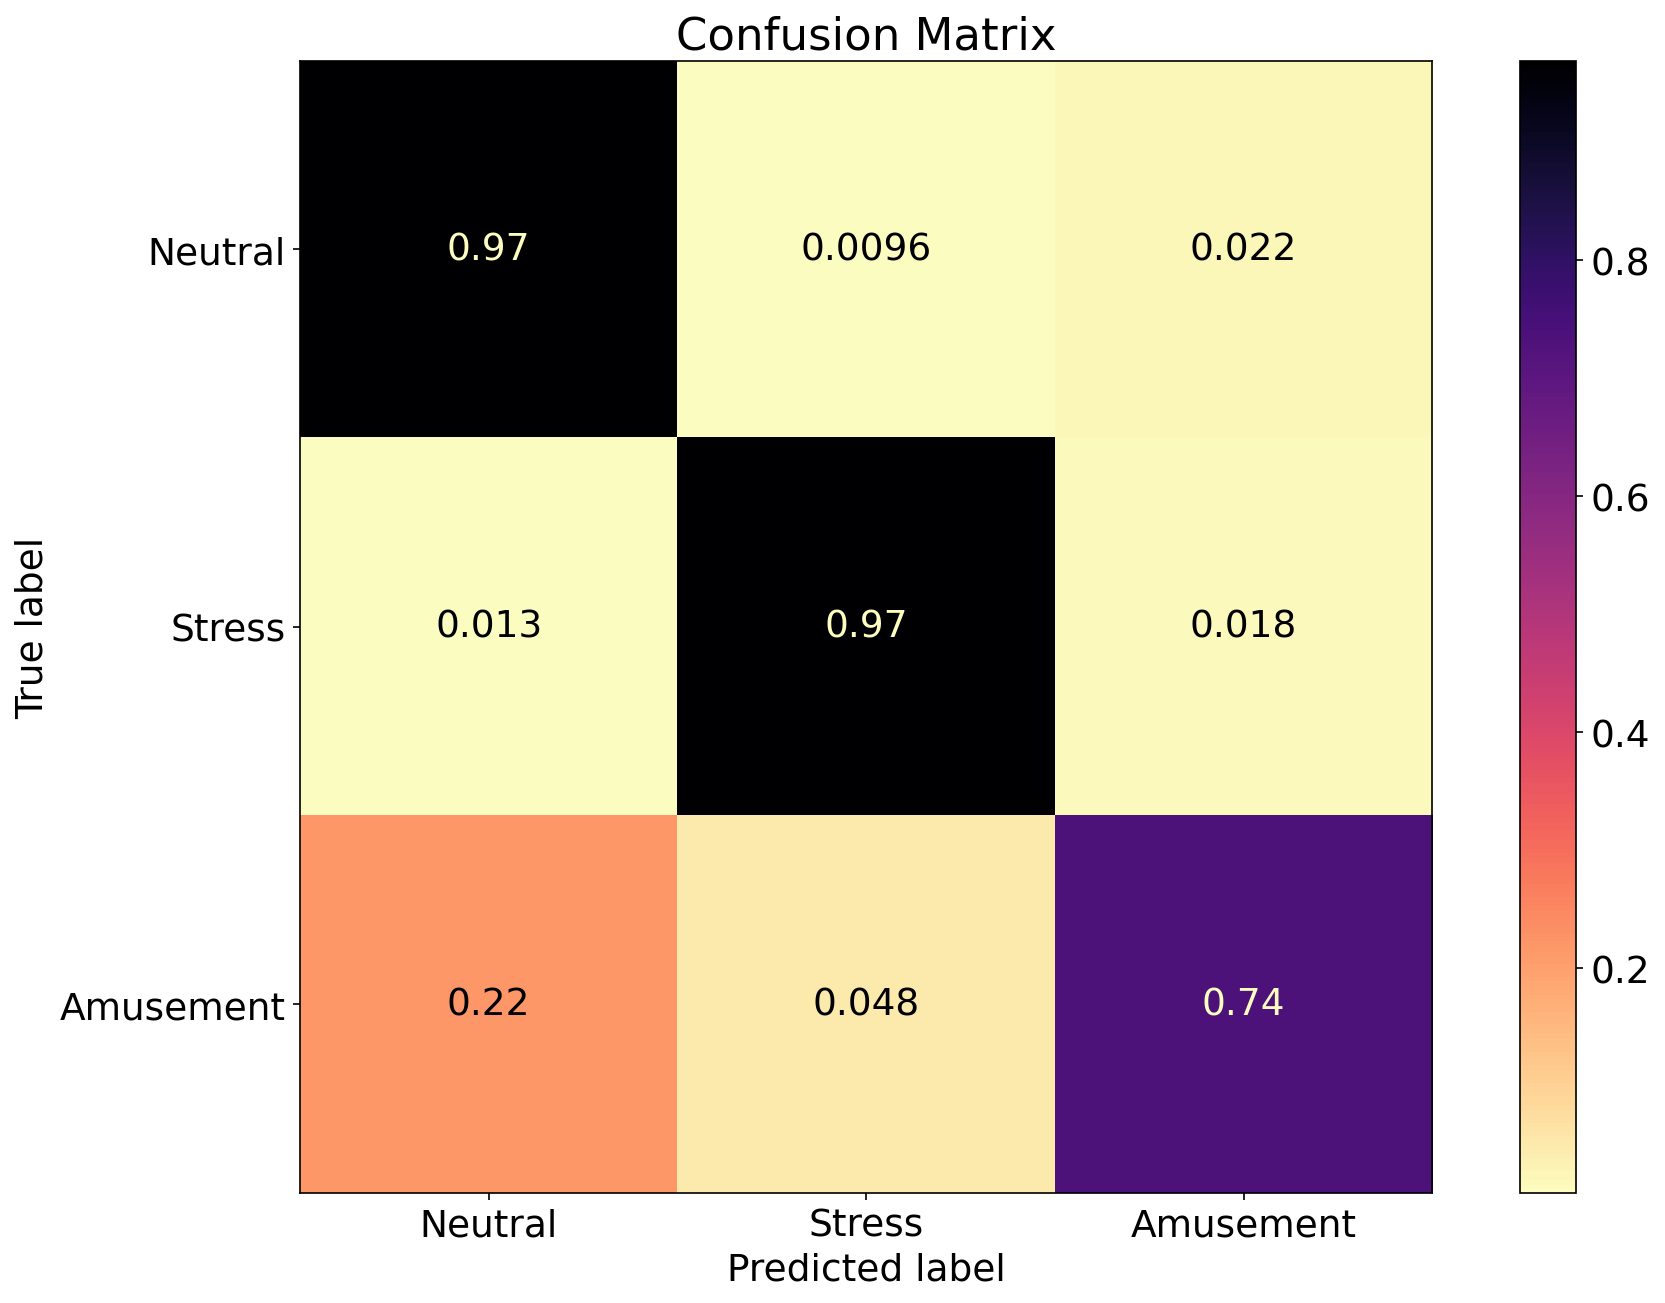 Confusion Matrix
Neutral 0.97 0.0096 0.022
Stress 0.013 0.97 0.018
Amusement 0.22 0.048 0.74
Neutral Stress Amusement
Predicted label
True label
0.8
0.6
0.4
0.2